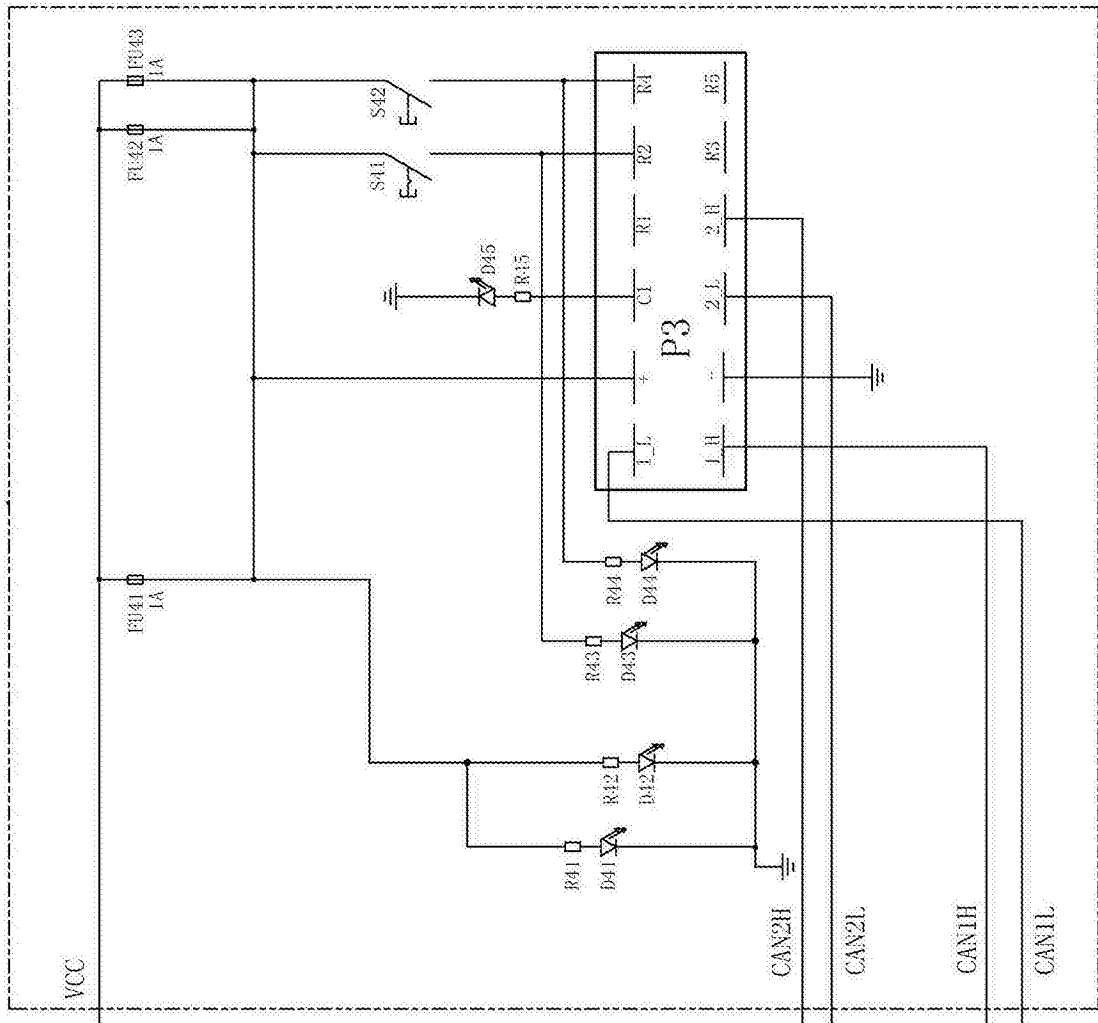 VCC
FU41
1A
FU42
1A
FU43
1A
S41
S42
D45
R45
R41
D41
R42
D42
R43
D43
R44
D44
P3
1_L
+
C1
R1
R2
R4
1_H
-
2_L
2_H
R3
R5
CAN2H
CAN2L
CAN1H
CAN1L